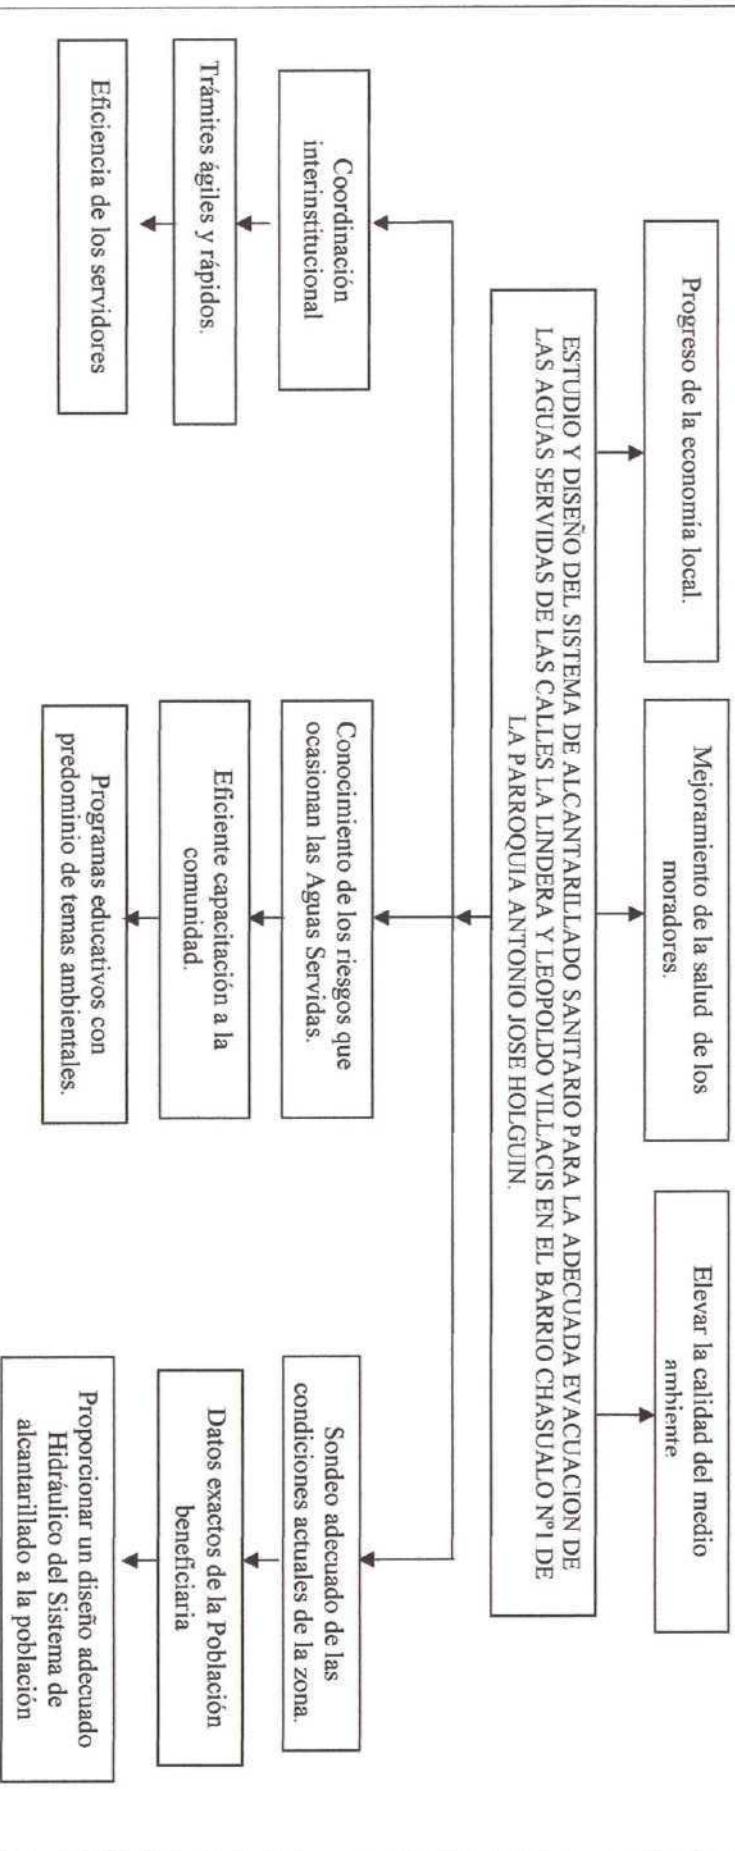 Progreso de la economía local.
Mejoramiento de la salud de los
moradores.
Elevar la calidad del medio
ambiente
ESTUDIO Y DISEÑO DEL SISTEMA DE ALCANTARILLADO SANITARIO PARA LA ADECUADA EVACUACION DE
LAS AGUAS SERVIDAS DE LAS CALLES LA LINDERA Y LEOPOLDO VILLACIS EN EL BARRIO CHASUALO Nº1 DE
LA PARROQUIA ANTONIO JOSE HOLGUIN.
Coordinación
interinstitucional
Trámites ágiles y rápidos.
Eficiencia de los servidores
Conocimiento de los riesgos que
ocasionan las Aguas Servidas.
Eficiente capacitación a la
comunidad.
Programas educativos con
predominio de temas ambientales.
Sondeo adecuado de las
condiciones actuales de la zona.
Datos exactos de la Población
beneficiaria
Proporcionar un diseño adecuado
Hidráulico del Sistema de
alcantarillado a la población